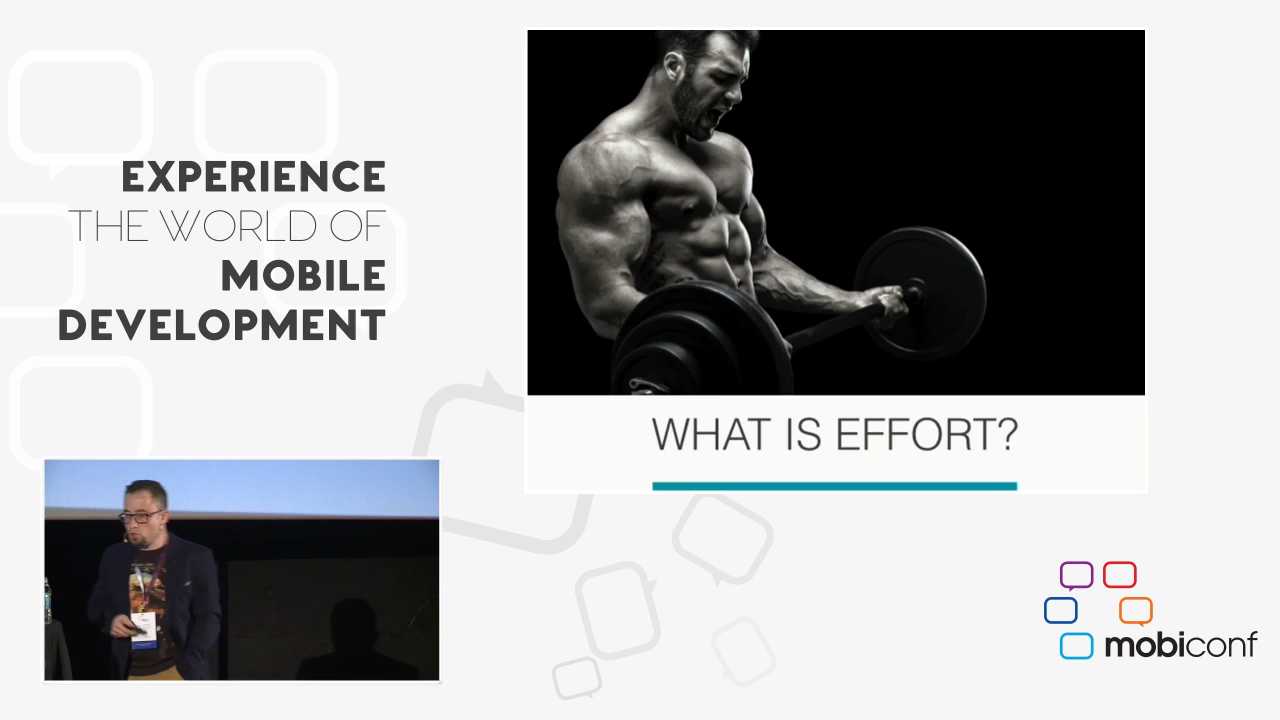 EXPERIENCE
THE WORLD OF
MOBILE
DEVELOPMENT
WHAT IS EFFORT?
mobiconf